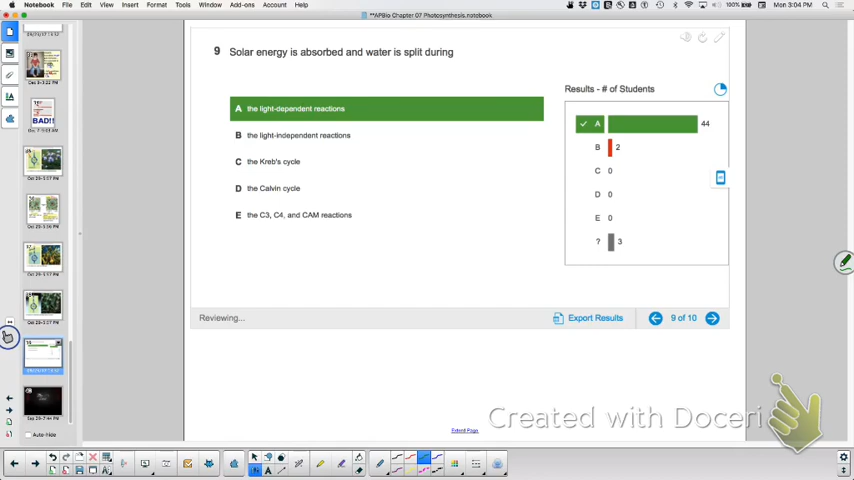 Notebook File Edit View Insert Format Tools Window Add-ons Account Help
100% Mon 3:04 PM
**APBio Chapter 07 Photosynthesis.notebook
9 Solar energy is absorbed and water is split during
A the light-dependent reactions
B the light-independent reactions
C the Kreb's cycle
D the Calvin cycle
E the C3, C4, and CAM reactions
Results - # of Students
A 44
B 2
C 0
D 0
E 0
? 3
Reviewing...
Export Results
9 of 10
Created with Doceri
Extend Page
BAD!!
Auto-hide